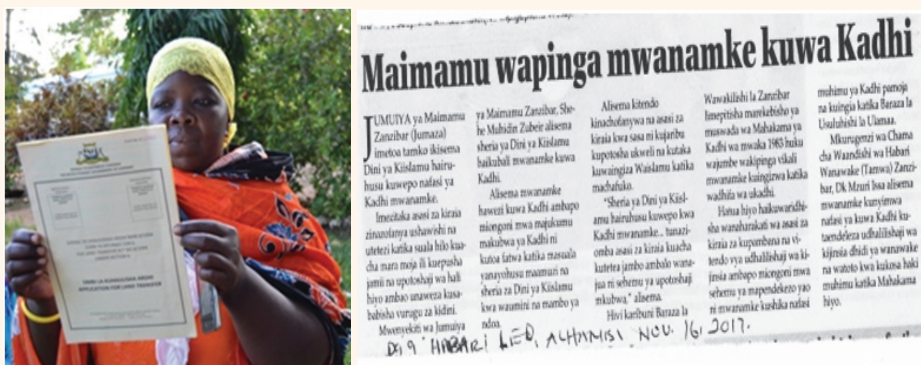 THE LAND TRANSFER ACT
UNDER SECTION
LA KUHAULISHA ARDHI
APPLICATION FOR LAND TRANSFER
Maimamu wapinga mwanamke kuwa Kadhi
JUMUIYA ya Maimamu
Zanzibar (Jumaza)
imetoa tamko ikisema
Dini ya Kiislamu hairu-
husu kuwepo nafasi ya
Kadhi mwanamke.
Imezitaka asasi za kiraia
zinazofanya ushawishi na
utetezi katika suala hilo kua-
cha mara moja ili kuepusha
jamii na upotoshaji wa hali
hiyo ambao unaweza kusa-
babisha vurugu za kidini.
Mwenyekiti wa Jumuiya
ya Maimamu Zanzibar, She-
he Muhidin Zubeir alisema
sheria ya Dini ya Kiislamu
haikubali mwanamke kuwa
Kadhi.
Alisema mwanamke
hawezi kuwa Kadhi ambapo
miongoni mwa majukumu
makubwa ya Kadhi ni
kutoa fatwa katika masuala
yanayohusu maamuzi na
sheria za Dini ya Kiislamu
kwa waumini na mambo ya
ndoa.
Alisema kitendo
kinachofanywa na asasi za
kiraia kwa sasa ni kujaribu
kupotosha ukweli na kutaka
kuwaingiza Waislamu katika
machafuko.
"Sheria ya Dini ya Kiisl-
amu hairuhusu kuwepo kwa
Kadhi mwanamke... tunazi-
omba asasi za kiraia kuacha
kutetea jambo ambalo wana-
jua ni sehemu ya upotoshaji
mkubwa," alisema.
Hivi karibuni Baraza la
Wawakilishi la Zanzibar
limepitisha marekebisho ya
muswada wa Mahakama ya
Kadhi wa mwaka 1985 huku
wajumbe wakipinga vikali
mwanamke kuingizwa katika
wadhifa wa ukadhi.
Hatua hiyo haikuwaridhi-
sha wanaharakati wa asasi za
kiraia za kupambana na vi-
tendo vya udhalilishaji wa ki-
jinsia ambapo miongoni mwa
sehemu ya mapendekezo yao
ni mwanamke kushika nafasi
muhimu ya Kadhi pamoja
na kuingia katika Baraza la
Usuluhishi la Ulamaa.
Mkurugenzi wa Chama
cha Waandishi wa Habari
Wanawake (Tamwa) Zanzi-
bar, Dk Mzuri Issa alisema
mwanamke kunyimwa
nafasi ya kuwa Kadhi ku-
taendeleza udhalilishaji wa
kijinsia dhidi ya wanawake
na watoto kwa kukosa haki
muhimu katika Mahakama
hiyo.
HABARI LEO, ALHAMISI NOV. 16, 2017.